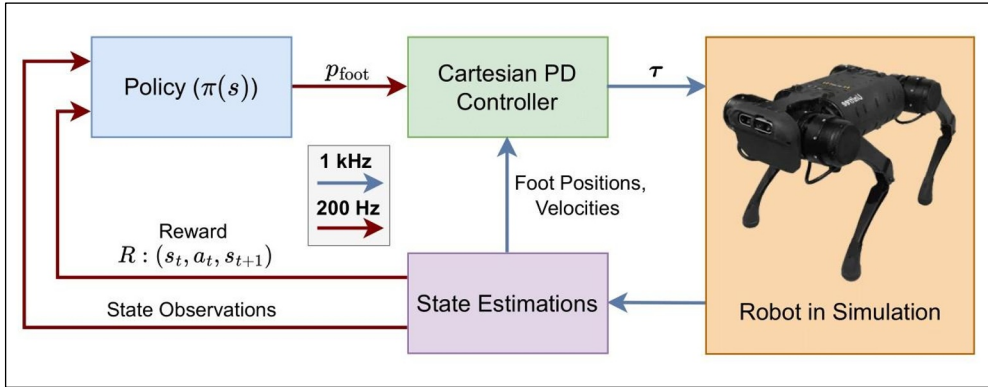 Policy (π(s))
p_foot
Cartesian PD
Controller
τ
1 kHz
200 Hz
Foot Positions,
Velocities
Reward
R : (s_t, a_t, s_{t+1})
State Observations
State Estimations
Robot in Simulation